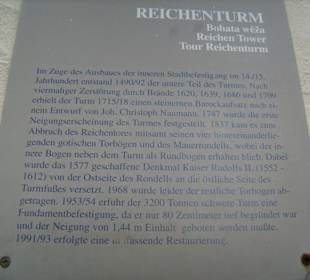 REICHENTURM
Bohata wěža
Reichen Tower
Tour Reichenturm
Im Zuge des Ausbaues der inneren Stadtbefestigung im 14./15.
Jahrhundert entstand 1490/92 der untere Teil des Turmes. Nach
viermaliger Zerstörung durch Brände 1620, 1639, 1686 und 1709
erhielt der Turm 1715/18 einen steinernen Barockaufsatz nach ei-
nem Entwurf von Joh. Christoph Naumann. 1747 wurde die erste
Neigungserscheinung des Turmes festgestellt. 1837 kam es zum
Abbruch des Reichentores mitsamt seinen vier hintereinanderlie-
genden gotischen Torbögen und des Mauerrondells, wobei der in-
nere Bogen neben dem Turm als Rundbogen erhalten blieb. Dabei
wurde das 1577 geschaffene Denkmal Kaiser Rudolfs II. (1552 -
1612) von der Ostseite des Rondells an die östliche Seite des
Turmfußes versetzt. 1968 wurde leider der restliche Torbogen ab-
getragen. 1953/54 erfuhr der 3200 Tonnen schwere Turm eine
Fundamentbefestigung, da er nur 80 Zentimeter tief begründet war
und der Neigung von 1,44 m Einhalt geboten werden mußte.
1991/93 erfolgte eine umfassende Restaurierung.